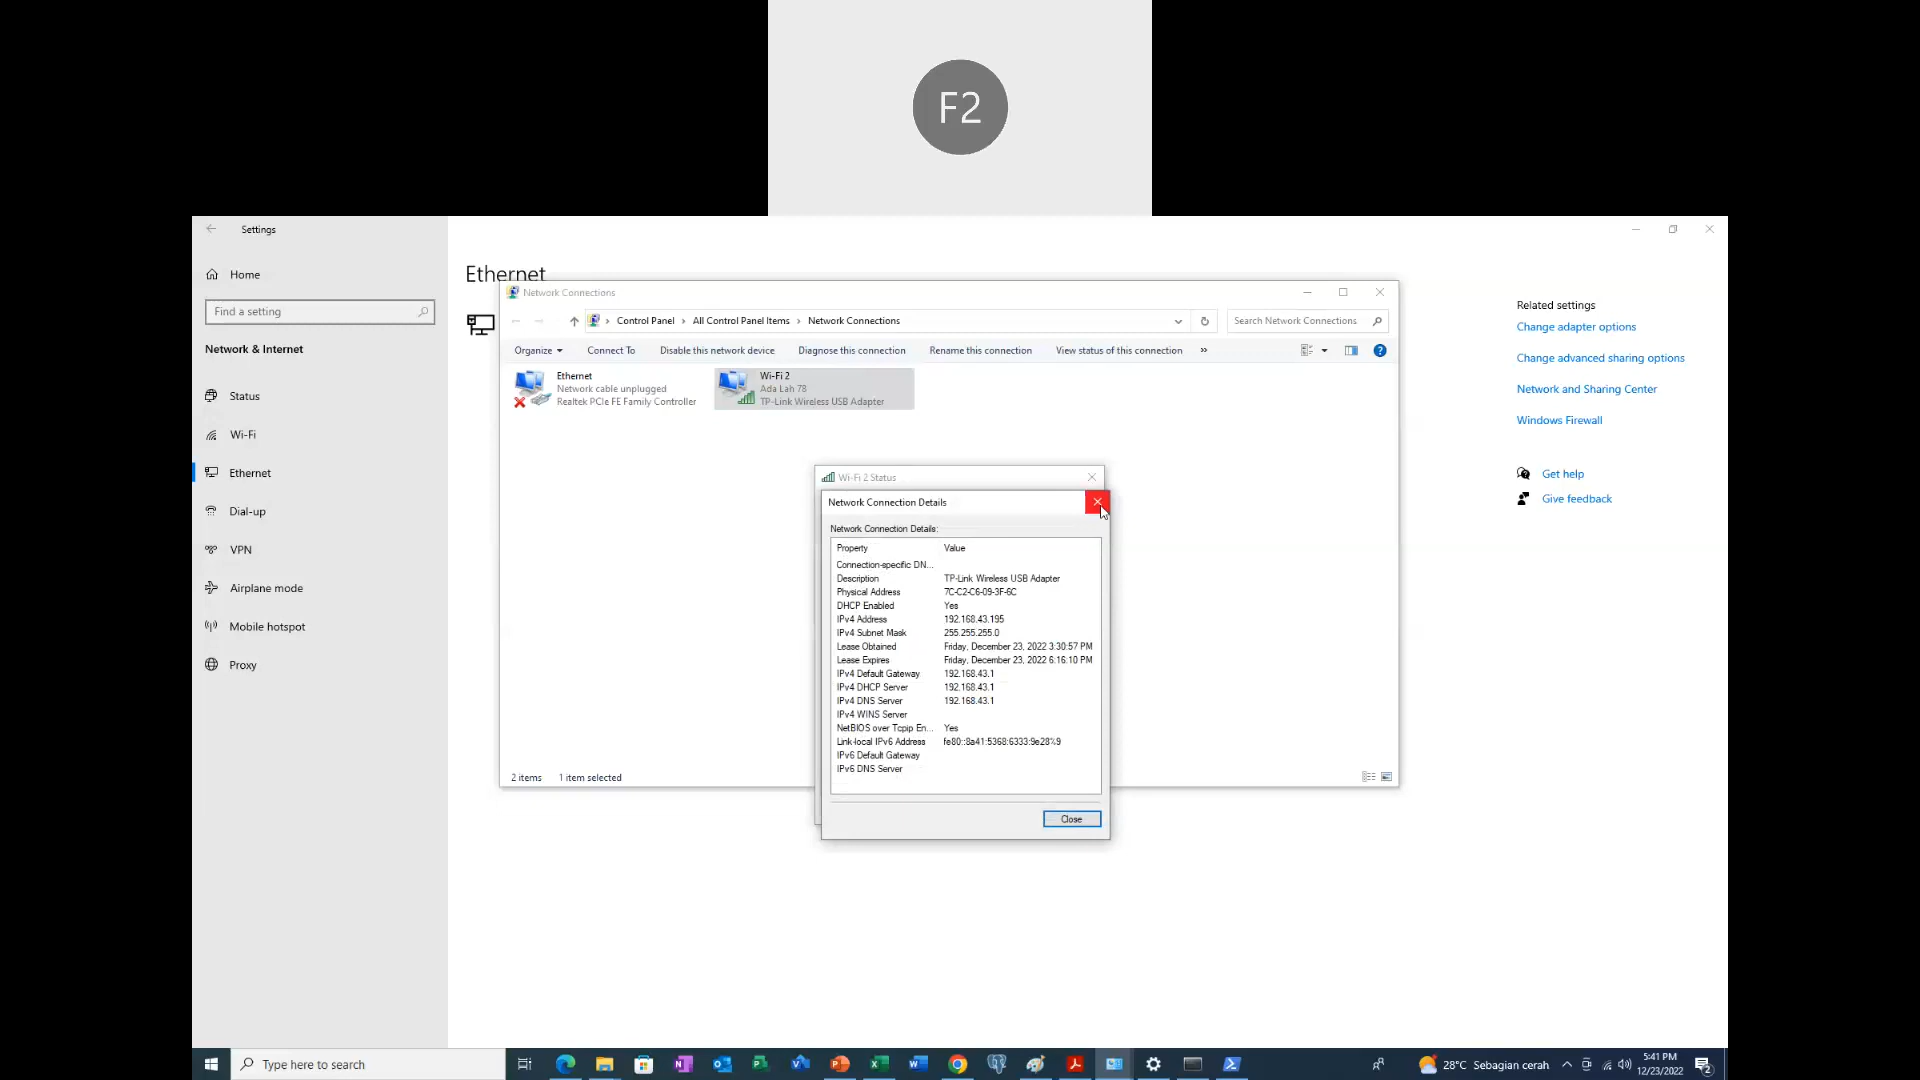 F2
Settings
Home
Find a setting
Network & Internet
Status
Wi-Fi
Ethernet
Dial-up
VPN
Airplane mode
Mobile hotspot
Proxy
Ethernet
Related settings
Change adapter options
Change advanced sharing options
Network and Sharing Center
Windows Firewall
Get help
Give feedback
Network Connections
Control Panel > All Control Panel Items > Network Connections
Search Network Connections
Organize Connect To Disable this network device Diagnose this connection Rename this connection View status of this connection »
Ethernet
Network cable unplugged
Realtek PCIe FE Family Controller
Wi-Fi 2
Ada Lah 78
TP-Link Wireless USB Adapter
2 items 1 item selected
Wi-Fi 2 Status
Network Connection Details
Network Connection Details:
Property Value
Connection-specific DN...
Description TP-Link Wireless USB Adapter
Physical Address 7C-C2-C6-09-3F-6C
DHCP Enabled Yes
IPv4 Address 192.168.43.195
IPv4 Subnet Mask 255.255.255.0
Lease Obtained Friday, December 23, 2022 3:30:57 PM
Lease Expires Friday, December 23, 2022 6:16:10 PM
IPv4 Default Gateway 192.168.43.1
IPv4 DHCP Server 192.168.43.1
IPv4 DNS Server 192.168.43.1
IPv4 WINS Server
NetBIOS over Tcpip En... Yes
Link-local IPv6 Address fe80::8a41:5368:6333:9e28%9
IPv6 Default Gateway
IPv6 DNS Server
Close
Type here to search
28°C Sebagian cerah
5:41 PM
12/23/2022
2